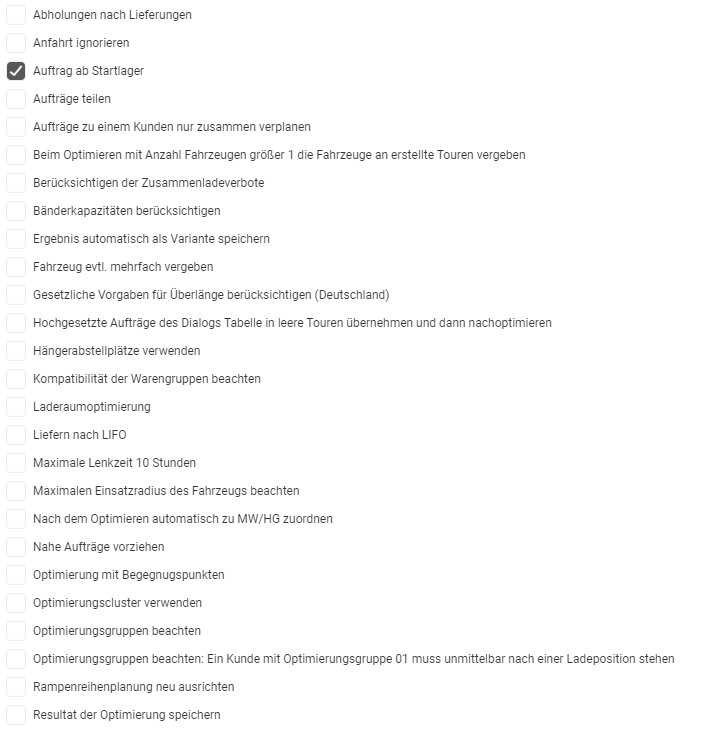 Abholungen nach Lieferungen
Anfahrt ignorieren
Auftrag ab Startlager
Aufträge teilen
Aufträge zu einem Kunden nur zusammen verplanen
Beim Optimieren mit Anzahl Fahrzeugen größer 1 die Fahrzeuge an erstellte Touren vergeben
Berücksichtigen der Zusammenladeverbote
Bänderkapazitäten berücksichtigen
Ergebnis automatisch als Variante speichern
Fahrzeug evtl. mehrfach vergeben
Gesetzliche Vorgaben für Überlänge berücksichtigen (Deutschland)
Hochgesetzte Aufträge des Dialogs Tabelle in leere Touren übernehmen und dann nachoptimieren
Hängerabstellplätze verwenden
Kompatibilität der Warengruppen beachten
Laderaumoptimierung
Liefern nach LIFO
Maximale Lenkzeit 10 Stunden
Maximalen Einsatzradius des Fahrzeugs beachten
Nach dem Optimieren automatisch zu MW/HG zuordnen
Nahe Aufträge vorziehen
Optimierung mit Begegnugspunkten
Optimierungscluster verwenden
Optimierungsgruppen beachten
Optimierungsgruppen beachten: Ein Kunde mit Optimierungsgruppe 01 muss unmittelbar nach einer Ladeposition stehen
Rampenreihenplanung neu ausrichten
Resultat der Optimierung speichern